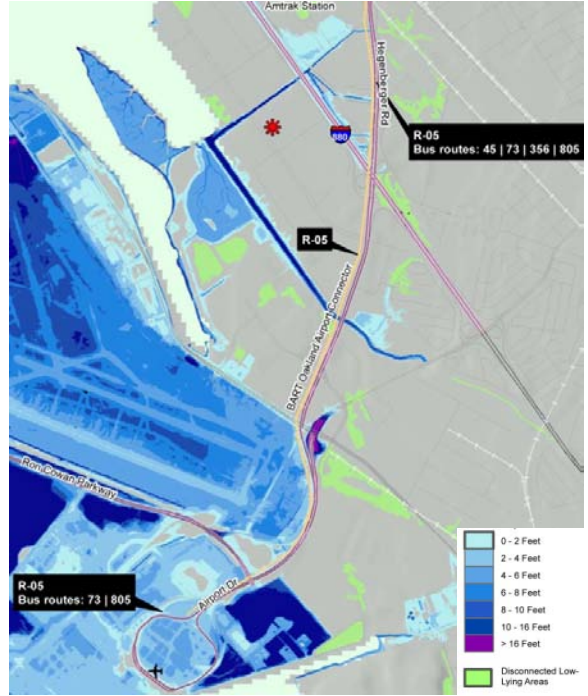 Amtrak Station
Hegenberger Rd
880
R-05
Bus routes: 45 | 73 | 356 | 805
R-05
BART Oakland Airport Connector
Ron Cowan Parkway
R-05
Bus routes: 73 | 805
Airport Dr
0 - 2 Feet
2 - 4 Feet
4 - 6 Feet
6 - 8 Feet
8 - 10 Feet
10 - 16 Feet
> 16 Feet
Disconnected Low-
Lying Areas